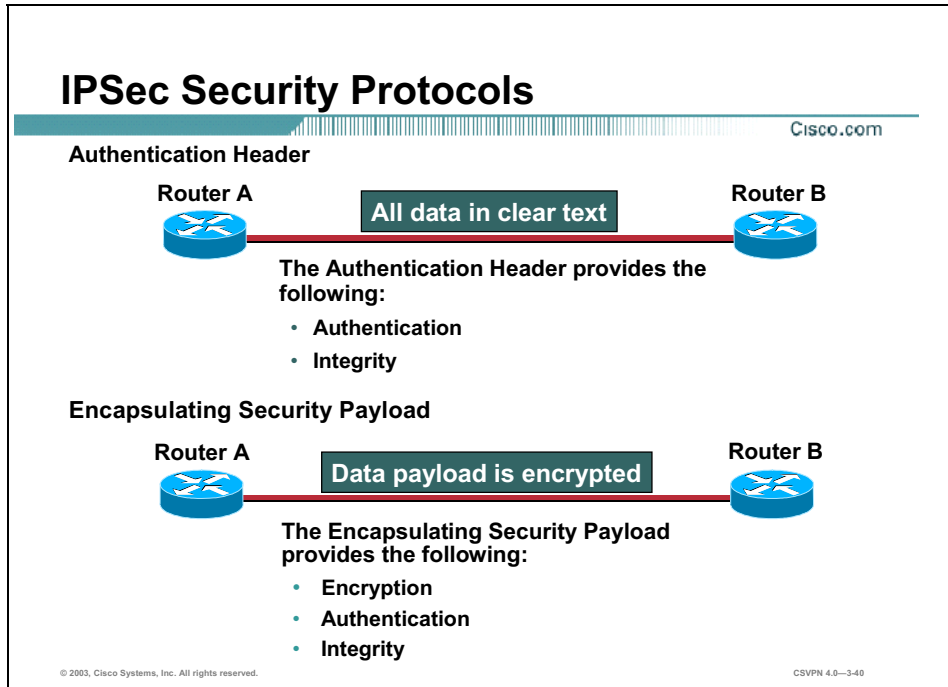 IPSec Security Protocols
Cisco.com
Authentication Header
Router A
All data in clear text
Router B
The Authentication Header provides the
following:
• Authentication
• Integrity
Encapsulating Security Payload
Router A
Data payload is encrypted
Router B
The Encapsulating Security Payload
provides the following:
• Encryption
• Authentication
• Integrity
© 2003, Cisco Systems, Inc. All rights reserved.
CSVPN 4.0—3-40